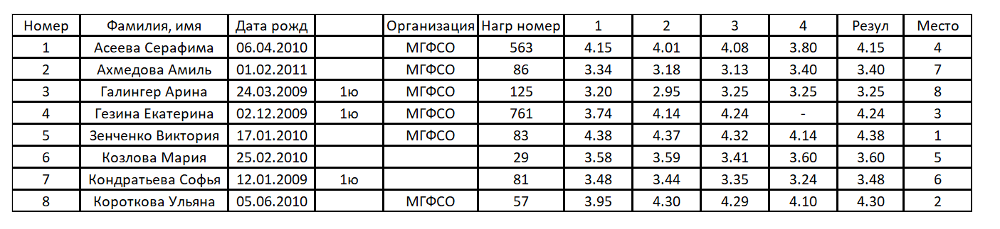 Номер Фамилия, имя Дата рожд Организация Нагр номер 1 2 3 4 Резул Место
1 Асеева Серафима 06.04.2010 МГФСО 563 4.15 4.01 4.08 3.80 4.15 4
2 Ахмедова Амиль 01.02.2011 МГФСО 86 3.34 3.18 3.13 3.40 3.40 7
3 Галингер Арина 24.03.2009 1ю МГФСО 125 3.20 2.95 3.25 3.25 3.25 8
4 Гезина Екатерина 02.12.2009 1ю МГФСО 761 3.74 4.14 4.24 - 4.24 3
5 Зенченко Виктория 17.01.2010 МГФСО 83 4.38 4.37 4.32 4.14 4.38 1
6 Козлова Мария 25.02.2010 29 3.58 3.59 3.41 3.60 3.60 5
7 Кондратьева Софья 12.01.2009 1ю 81 3.48 3.44 3.35 3.24 3.48 6
8 Короткова Ульяна 05.06.2010 МГФСО 57 3.95 4.30 4.29 4.10 4.30 2